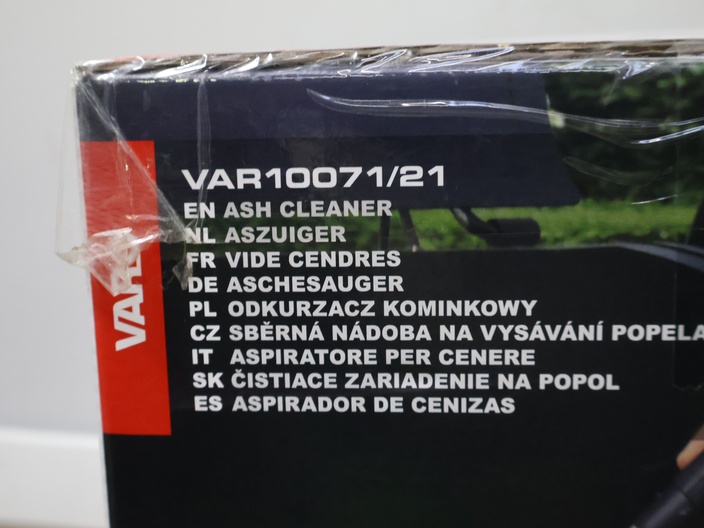 VAR10071/21
EN ASH CLEANER
NL ASZUIGER
FR VIDE CENDRES
DE ASCHESAUGER
PL ODKURZACZ KOMINKOWY
CZ SBĚRNÁ NÁDOBA NA VYSÁVÁNÍ POPELA
IT ASPIRATORE PER CENERE
SK ČISTIACE ZARIADENIE NA POPOL
ES ASPIRADOR DE CENIZAS